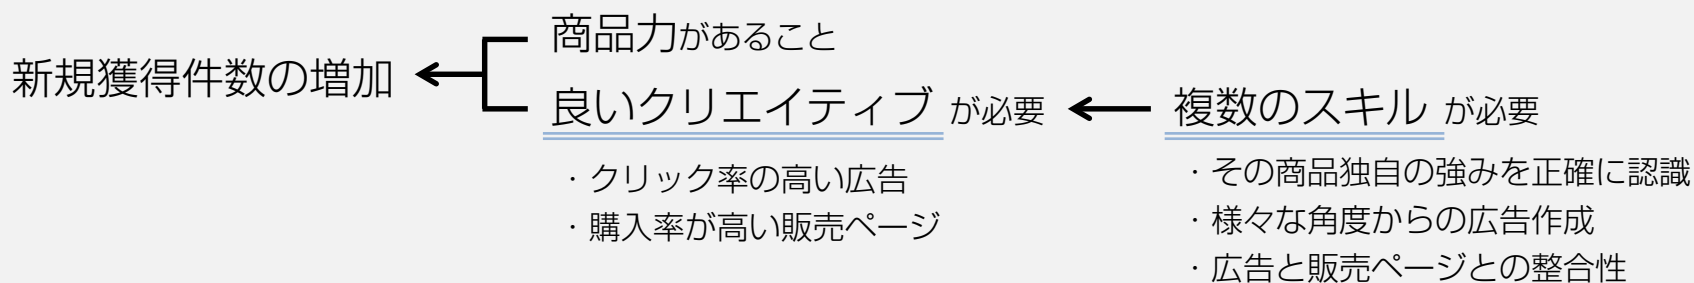 商品力があること
新規獲得件数の増加
良いクリエイティブ が必要
複数のスキル が必要
・クリック率の高い広告
・購入率が高い販売ページ
・その商品独自の強みを正確に認識
・様々な角度からの広告作成
・広告と販売ページとの整合性